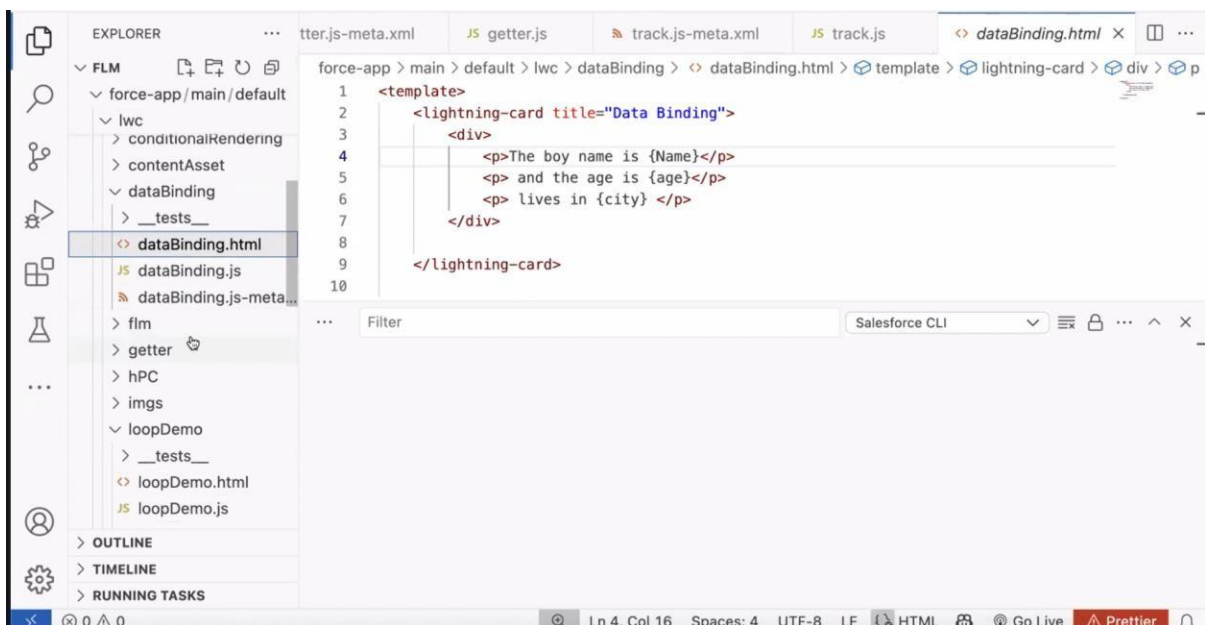 EXPLORER ...
FLM
force-app/main/default
lwc
conditionalRendering
contentAsset
dataBinding
__tests__
dataBinding.html
JS dataBinding.js
dataBinding.js-meta...
flm
getter
hPC
imgs
loopDemo
__tests__
loopDemo.html
JS loopDemo.js
OUTLINE
TIMELINE
RUNNING TASKS
tter.js-meta.xml JS getter.js track.js-meta.xml JS track.js dataBinding.html
force-app > main > default > lwc > dataBinding > dataBinding.html > template > lightning-card > div > p
1 <template>
2 <lightning-card title="Data Binding">
3 <div>
4 <p>The boy name is {Name}</p>
5 <p> and the age is {age}</p>
6 <p> lives in {city} </p>
7 </div>
8
9 </lightning-card>
10
... Filter Salesforce CLI ...
0 0 Ln 4, Col 16 Spaces: 4 UTF-8 LF HTML Go Live Prettier